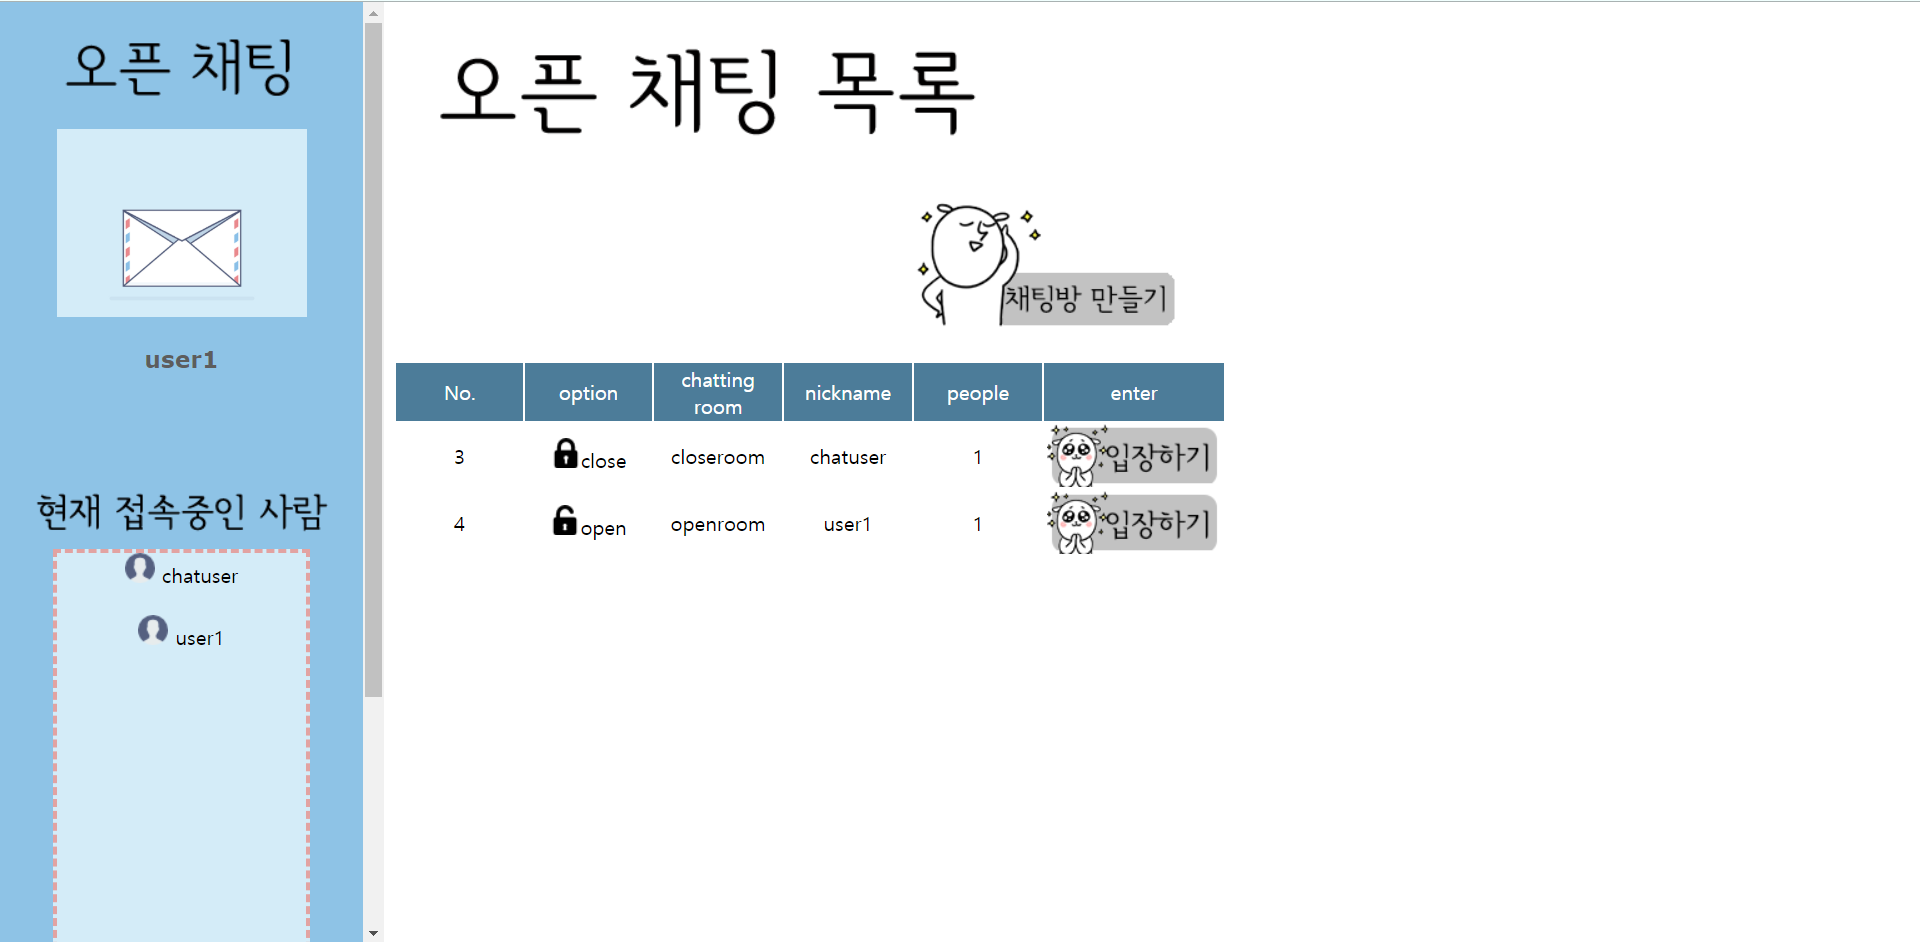 오픈 채팅
user1
현재 접속중인 사람
chatuser
user1
오픈 채팅 목록
채팅방 만들기
No. option chatting room nickname people enter
3 close closeroom chatuser 1 입장하기
4 open openroom user1 1 입장하기